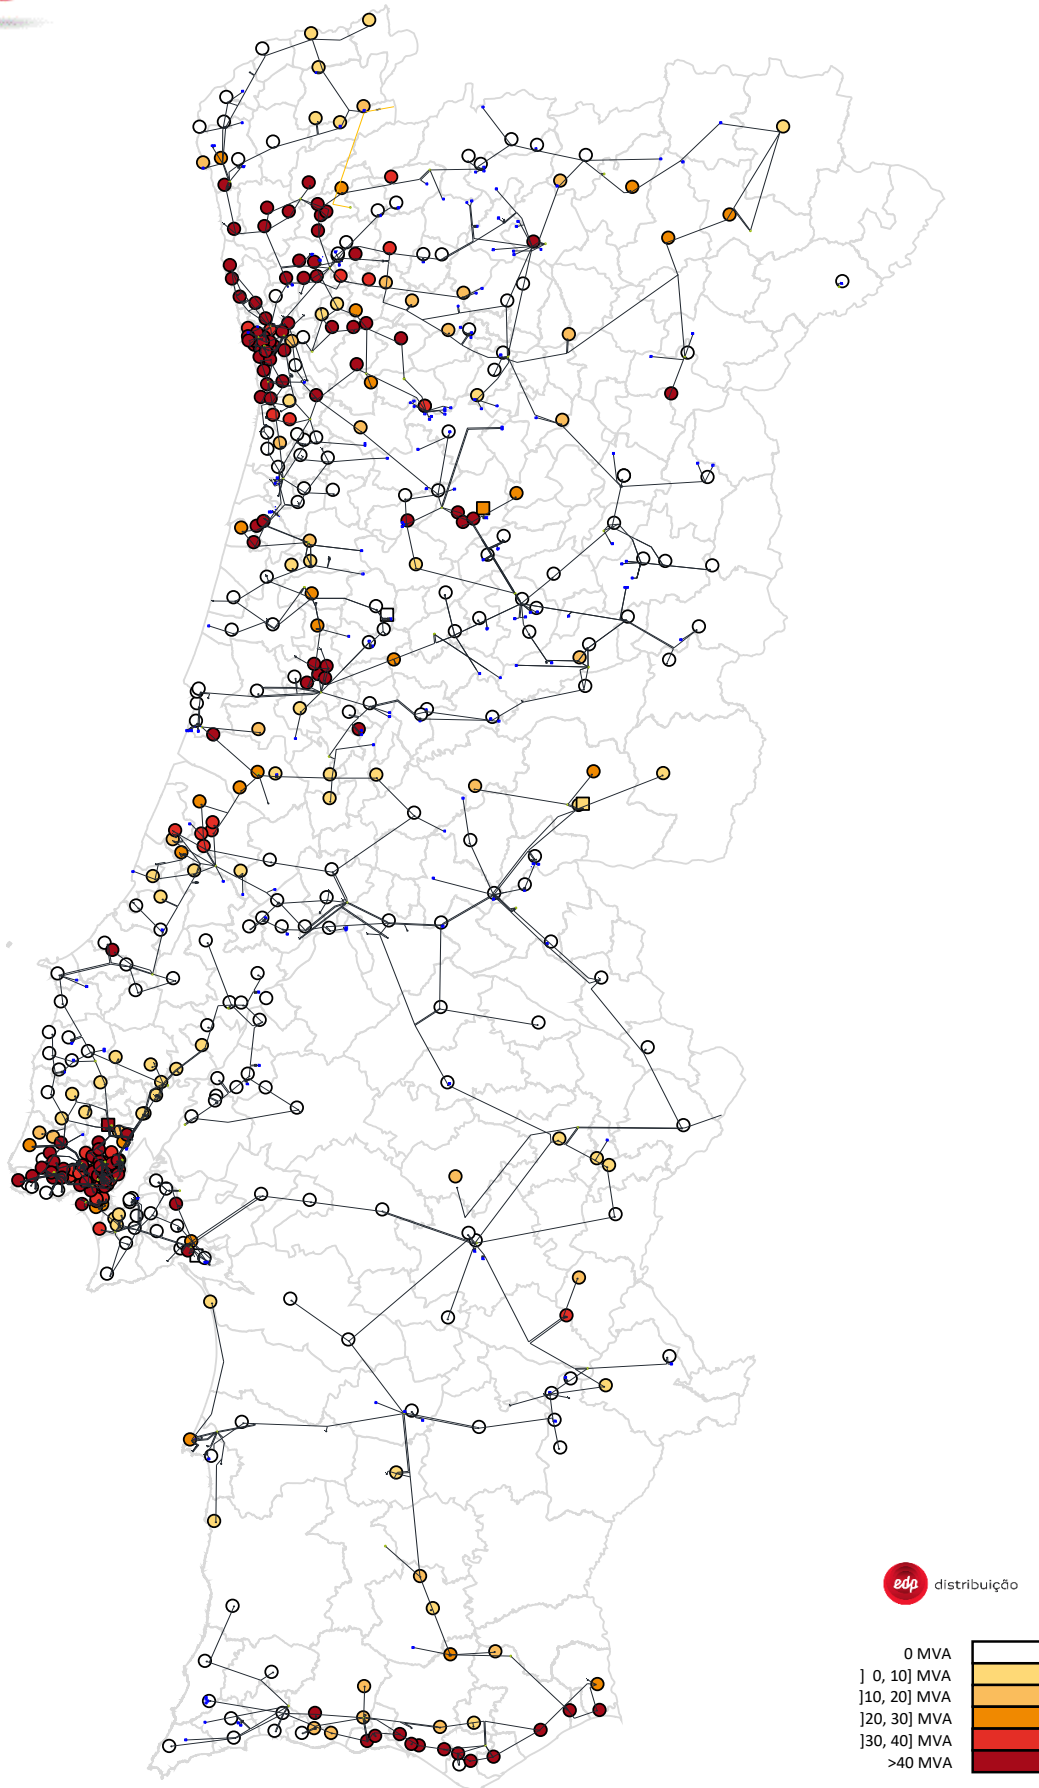 edp distribuição
0 MVA
] 0, 10] MVA
]10, 20] MVA
]20, 30] MVA
]30, 40] MVA
>40 MVA